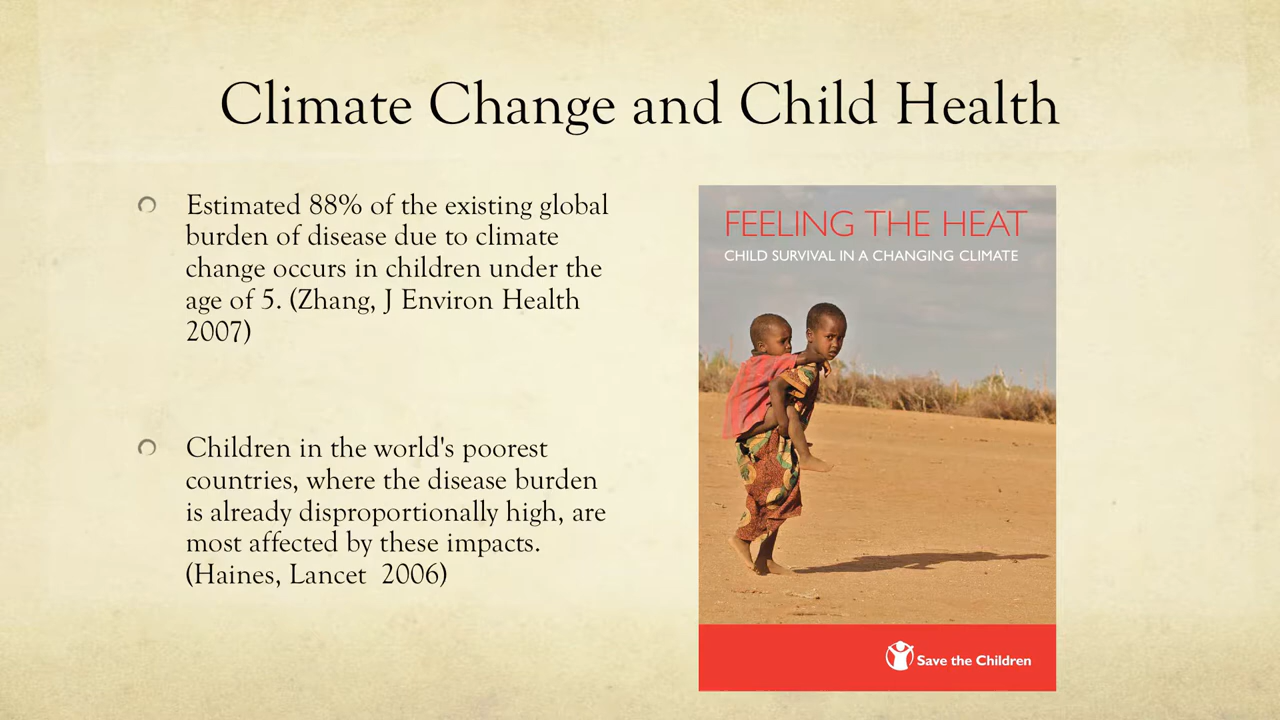 Climate Change and Child Health
Estimated 88% of the existing global
burden of disease due to climate
change occurs in children under the
age of 5. (Zhang, J Environ Health
2007)
Children in the world's poorest
countries, where the disease burden
is already disproportionally high, are
most affected by these impacts.
(Haines, Lancet  2006)
FEELING THE HEAT
CHILD SURVIVAL IN A CHANGING CLIMATE
Save the Children